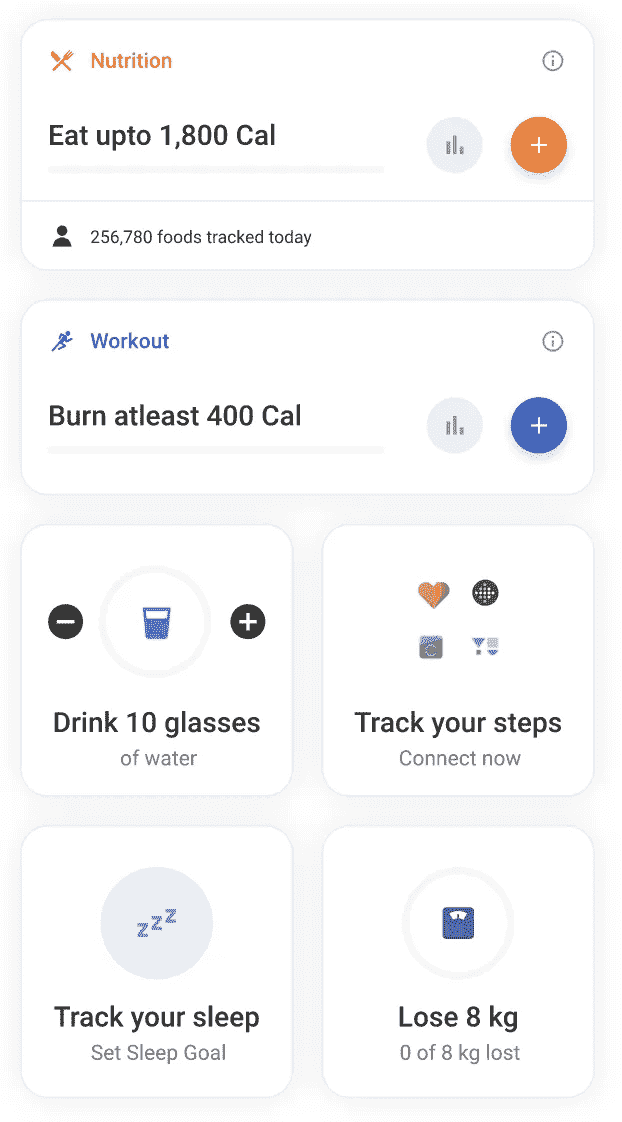 Nutrition
Eat upto 1,800 Cal
256,780 foods tracked today
Workout
Burn atleast 400 Cal
Drink 10 glasses
of water
Track your steps
Connect now
zzz
Track your sleep
Set Sleep Goal
Lose 8 kg
0 of 8 kg lost